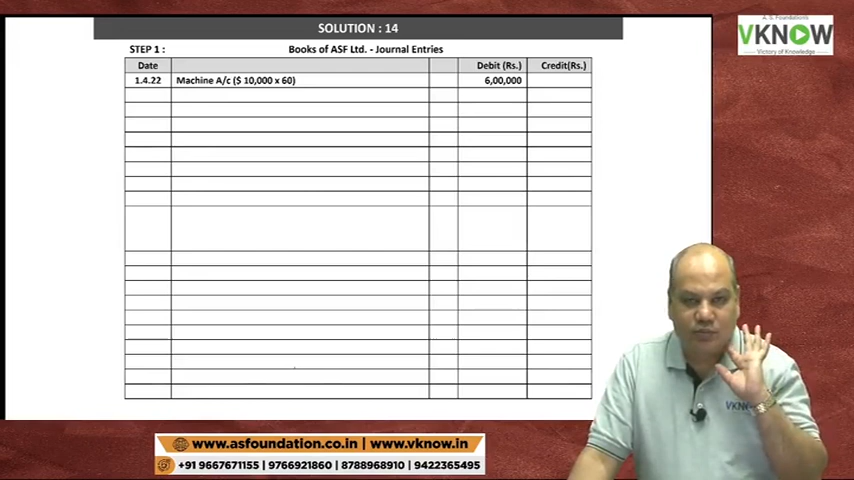 SOLUTION : 14
A. S. Foundation's
VKNOW
Victory of Knowledge
STEP 1 :
Books of ASF Ltd. - Journal Entries
Date Debit (Rs.) Credit(Rs.)
1.4.22 Machine A/c ($ 10,000 x 60) 6,00,000
VKNOW
www.asfoundation.co.in | www.vknow.in
+91 9667671155 | 9766921860 | 8788968910 | 9422365495